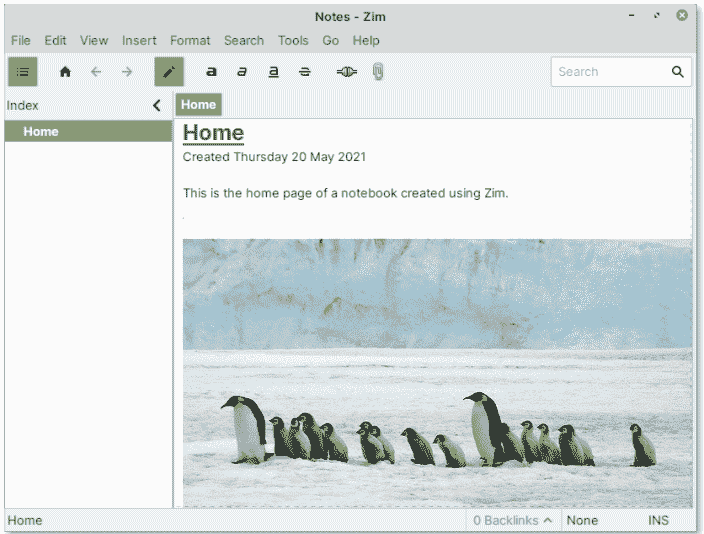 Notes - Zim
File Edit View Insert Format Search Tools Go Help
a a a a Search
Index
Home
Home
Home
Created Thursday 20 May 2021
This is the home page of a notebook created using Zim.
Home 0 Backlinks None INS